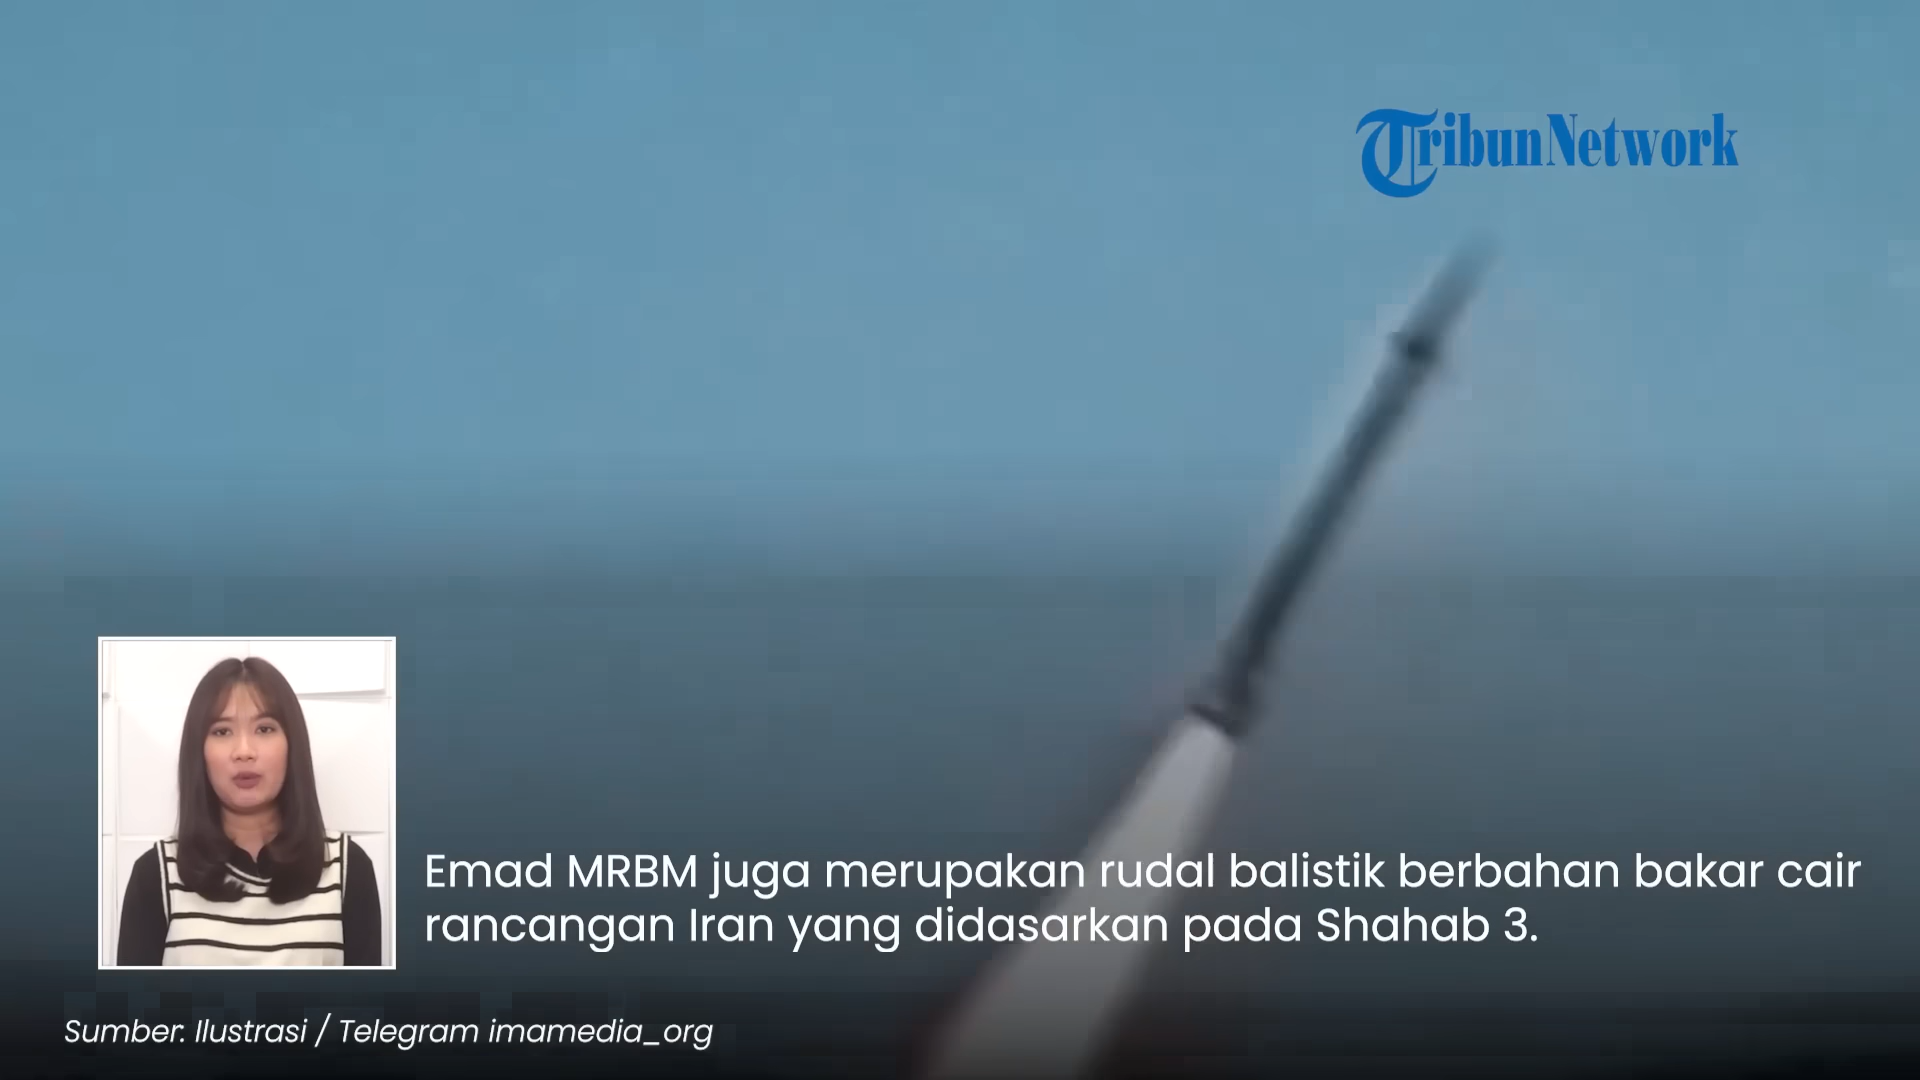 TribunNetwork
Emad MRBM juga merupakan rudal balistik berbahan bakar cair
rancangan Iran yang didasarkan pada Shahab 3.
Sumber: Ilustrasi / Telegram imamedia_org